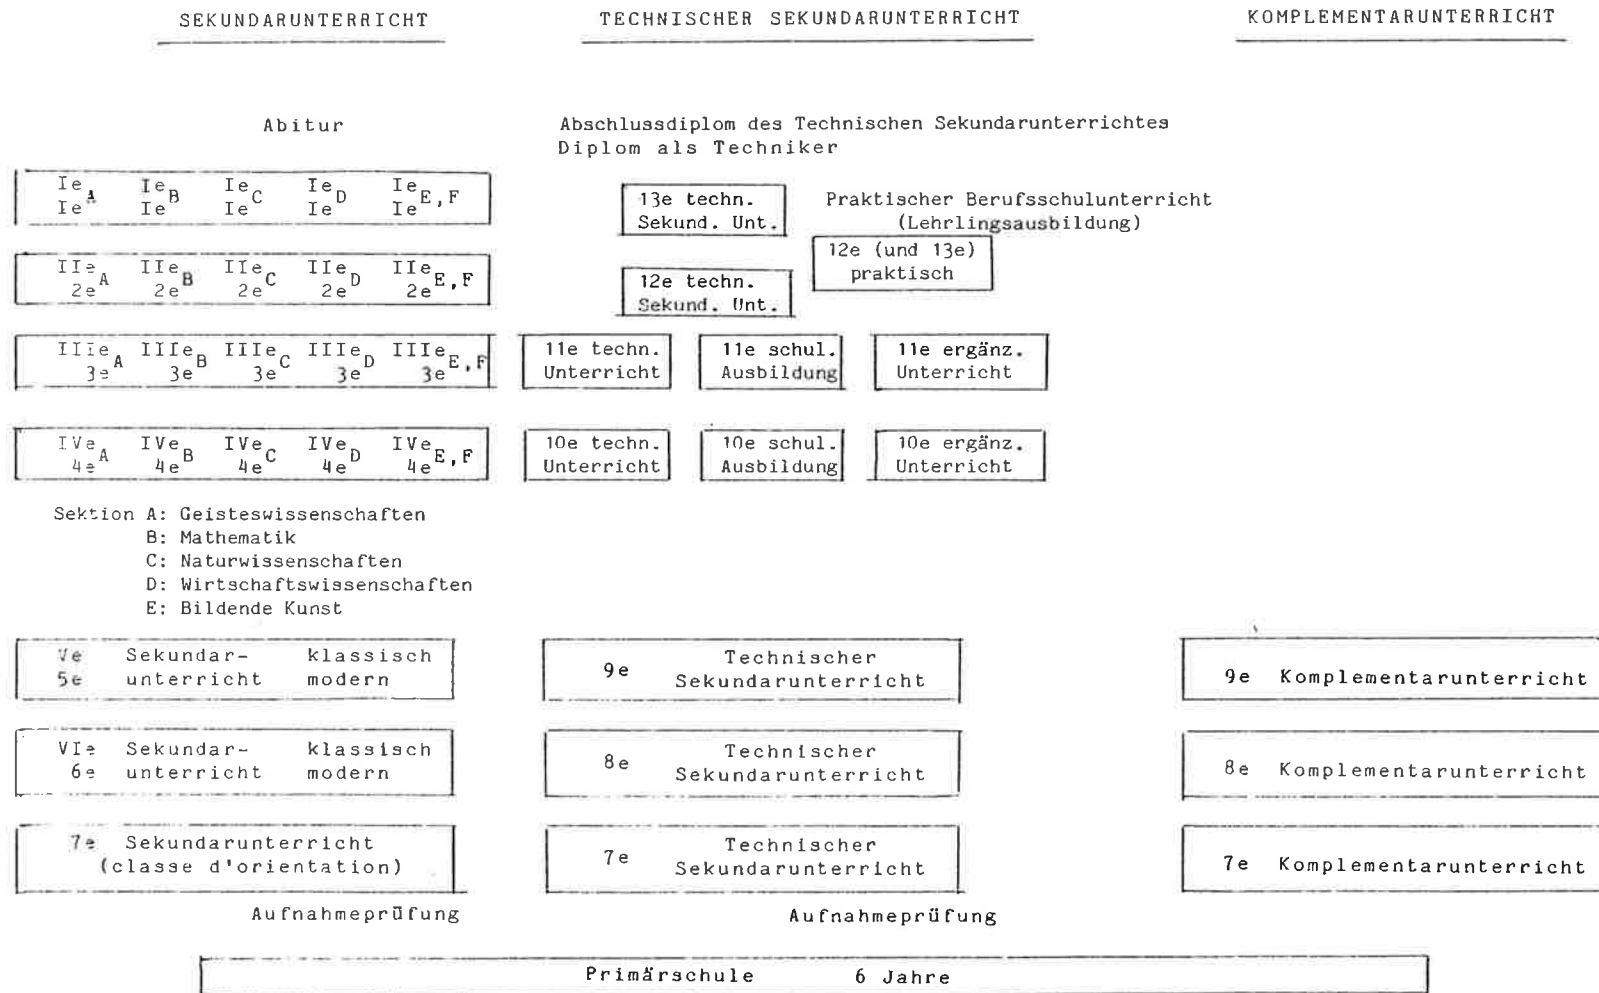 SEKUNDARUNTERRICHT
TECHNISCHER SEKUNDARUNTERRICHT
KOMPLEMENTARUNTERRICHT
Abitur
Abschlussdiplom des Technischen Sekundarunterrichtes
Diplom als Techniker
Ie A Ie B Ie C Ie D Ie E,F
Ie Ie Ie Ie Ie
13e techn.
Sekund. Unt.
Praktischer Berufsschulunterricht
(Lehrlingsausbildung)
12e (und 13e)
praktisch
IIe A IIe B IIe C IIe D IIe E,F
2e 2e 2e 2e 2e
12e techn.
Sekund. Unt.
IIIe A IIIe B IIIe C IIIe D IIIe E,F
3e 3e 3e 3e 3e
11e techn.
Unterricht
11e schul.
Ausbildung
11e ergänz.
Unterricht
IVe A IVe B IVe C IVe D IVe E,F
4e 4e 4e 4e 4e
10e techn.
Unterricht
10e schul.
Ausbildung
10e ergänz.
Unterricht
Sektion A: Geisteswissenschaften
B: Mathematik
C: Naturwissenschaften
D: Wirtschaftswissenschaften
E: Bildende Kunst
Ve Sekundar- klassisch
5e unterricht modern
9e Technischer
Sekundarunterricht
9e Komplementarunterricht
VIe Sekundar- klassisch
6e unterricht modern
8e Technischer
Sekundarunterricht
8e Komplementarunterricht
7e Sekundarunterricht
(classe d'orientation)
7e Technischer
Sekundarunterricht
7e Komplementarunterricht
Aufnahmeprüfung
Aufnahmeprüfung
Primärschule 6 Jahre